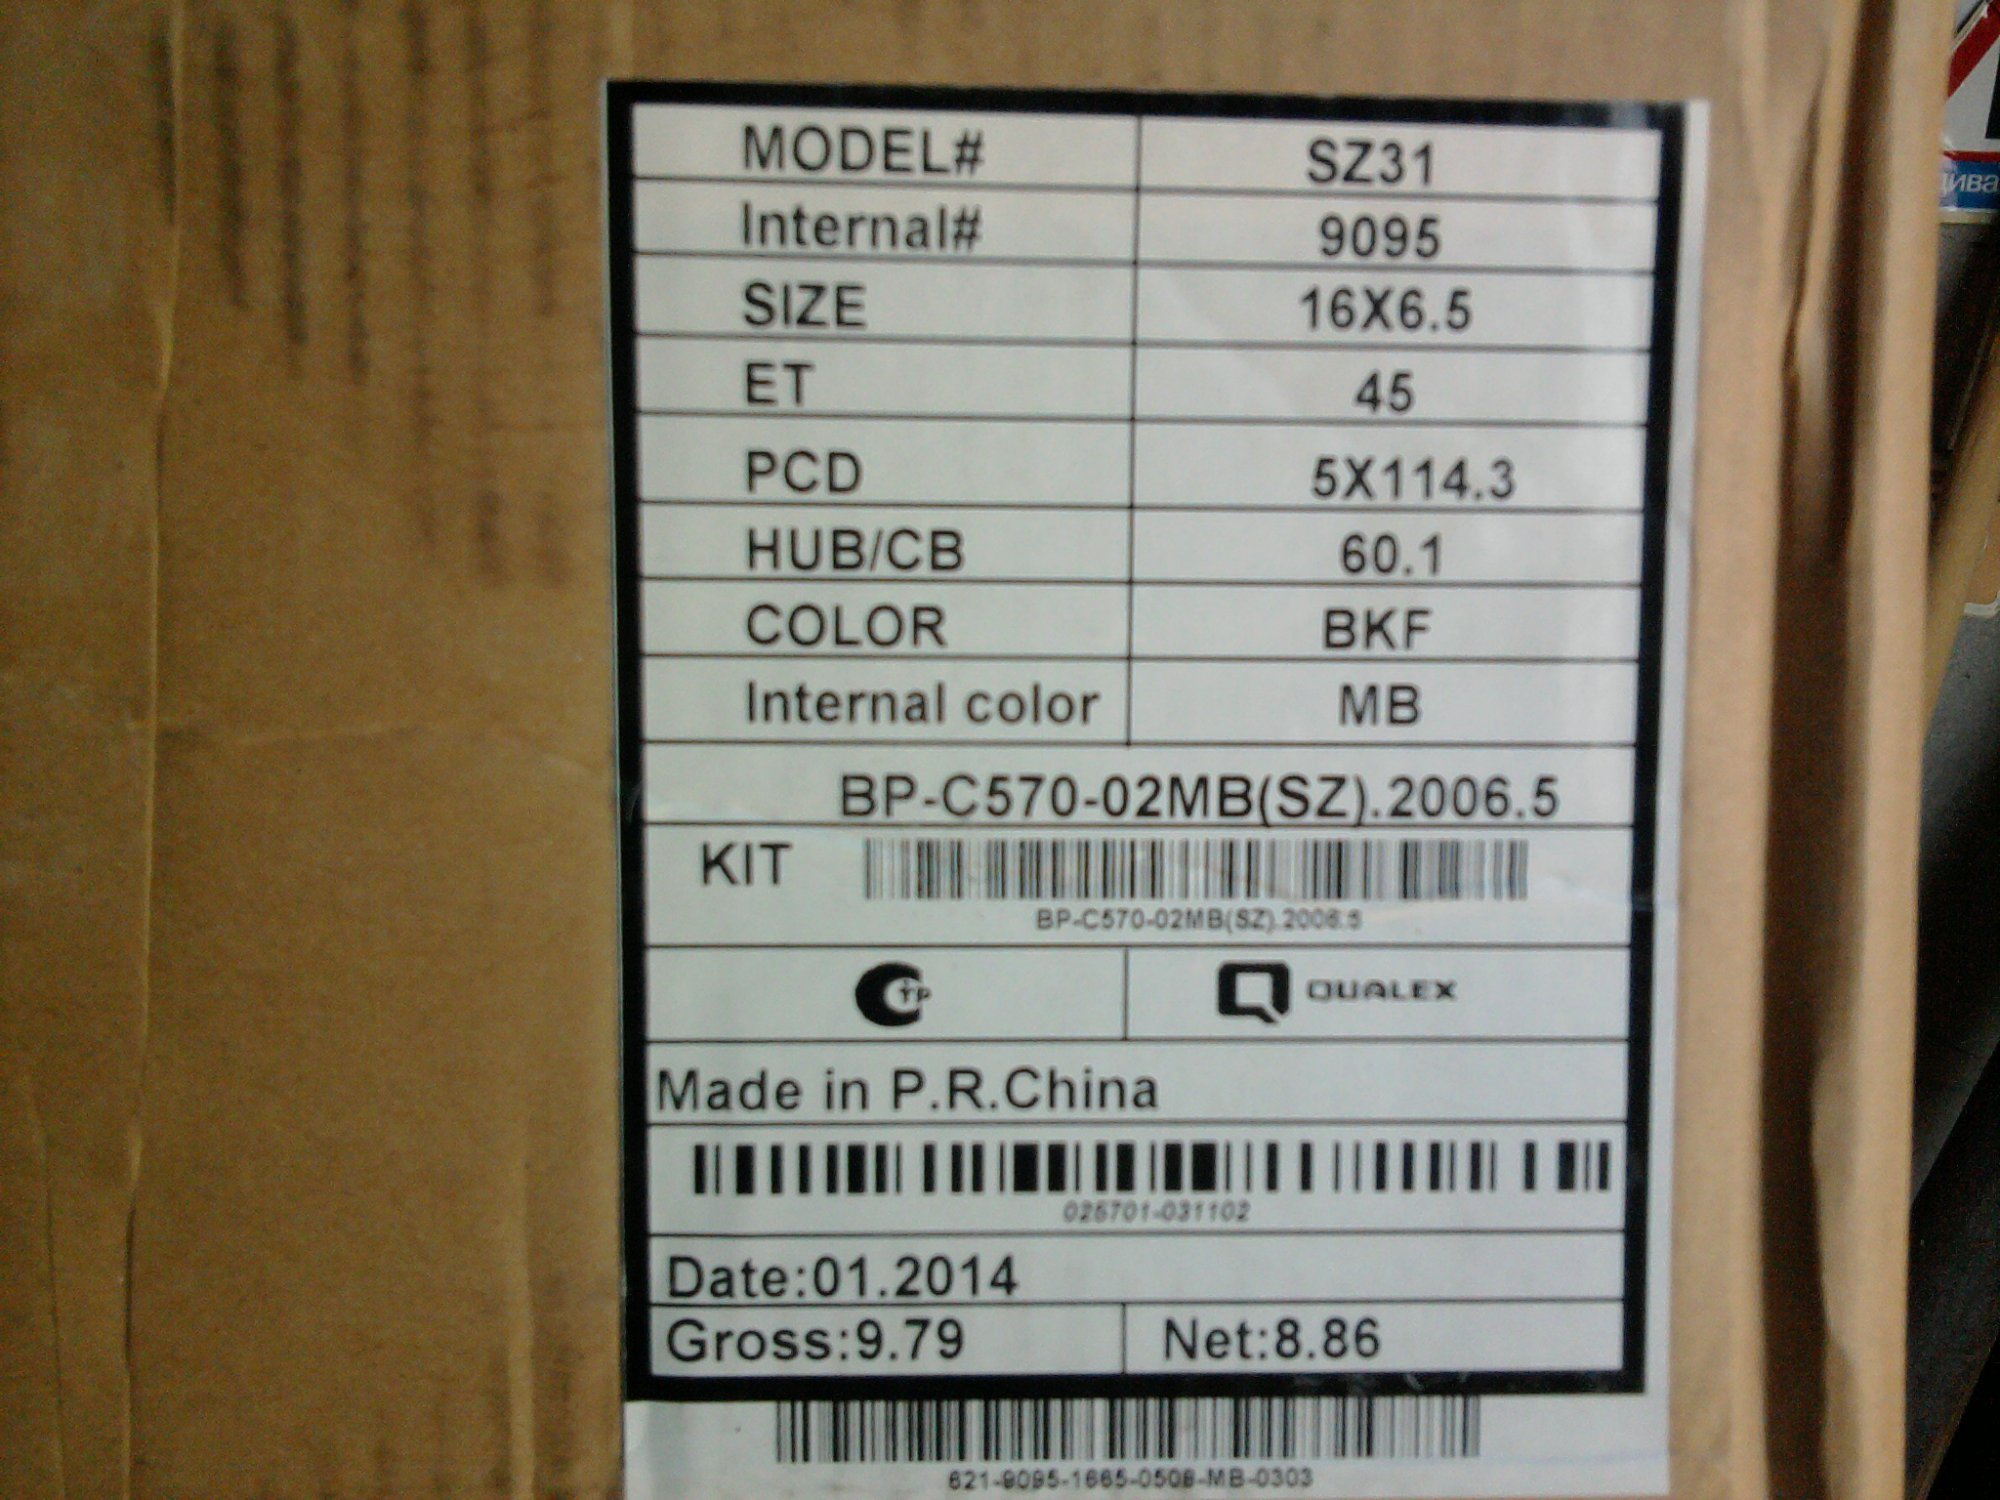 MODEL# SZ31
Internal# 9095
SIZE 16X6.5
ET 45
PCD 5X114.3
HUB/CB 60.1
COLOR BKF
Internal color MB
BP-C570-02MB(SZ).2006.5
KIT
BP-C570-02MB(SZ).2006.5
СТР QUALEX
Made in P.R.China
025701-031102
Date:01.2014
Gross:9.79 Net:8.86
621-9095-1665-0508-MB-0303